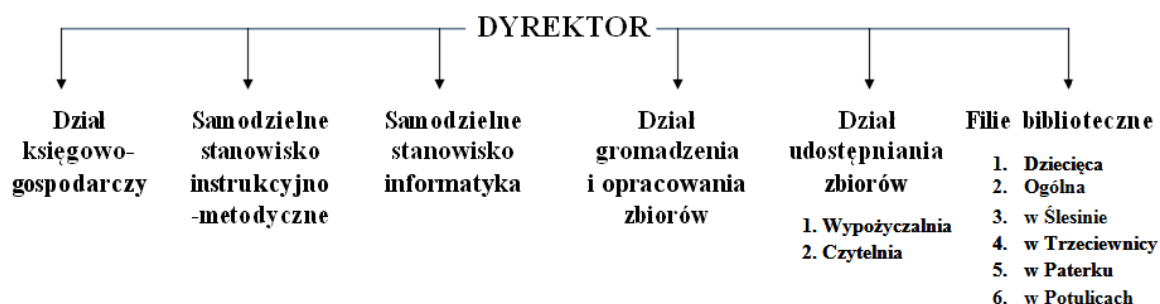 DYREKTOR
Dział
księgowo-
gospodarczy
Samodzielne
stanowisko
instrukcyjno
-metodyczne
Samodzielne
stanowisko
informatyka
Dział
gromadzenia
i opracowania
zbiorów
Dział
udostępniania
zbiorów
1. Wypożyczalnia
2. Czytelnia
Filie biblioteczne
1. Dziecięca
2. Ogólna
3. w Ślesinie
4. w Trzeciewnicy
5. w Paterku
6. w Potulicach